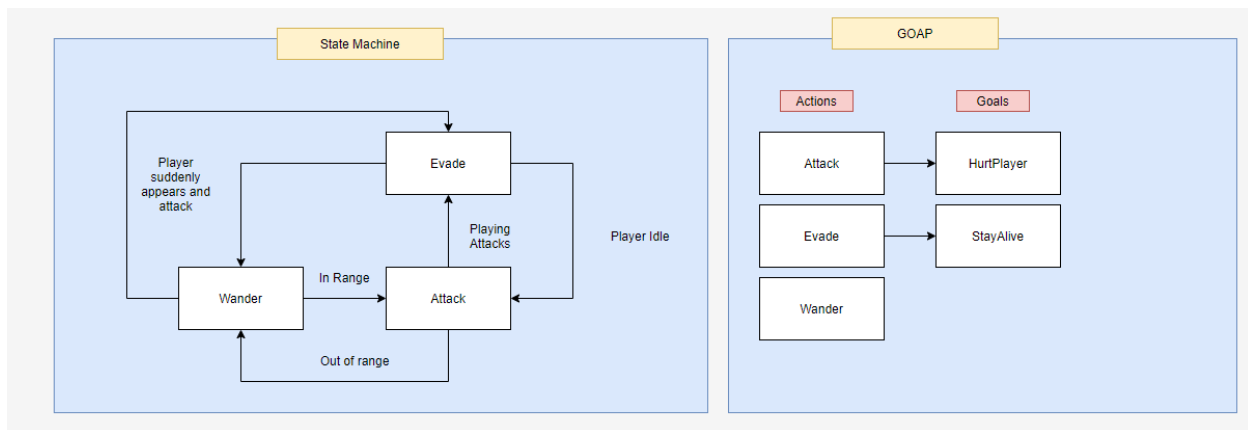 State Machine
Evade
Player
suddenly
appears and
attack
Playing
Attacks
Player Idle
In Range
Wander
Attack
Out of range
GOAP
Actions
Goals
Attack
HurtPlayer
Evade
StayAlive
Wander